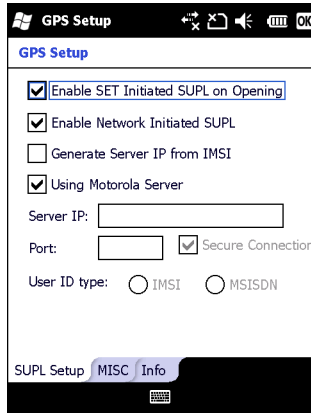 GPS Setup
OK
GPS Setup
Enable SET Initiated SUPL on Opening
Enable Network Initiated SUPL
Generate Server IP from IMSI
Using Motorola Server
Server IP:
Port: Secure Connection
User ID type: IMSI MSISDN
SUPL Setup MISC Info